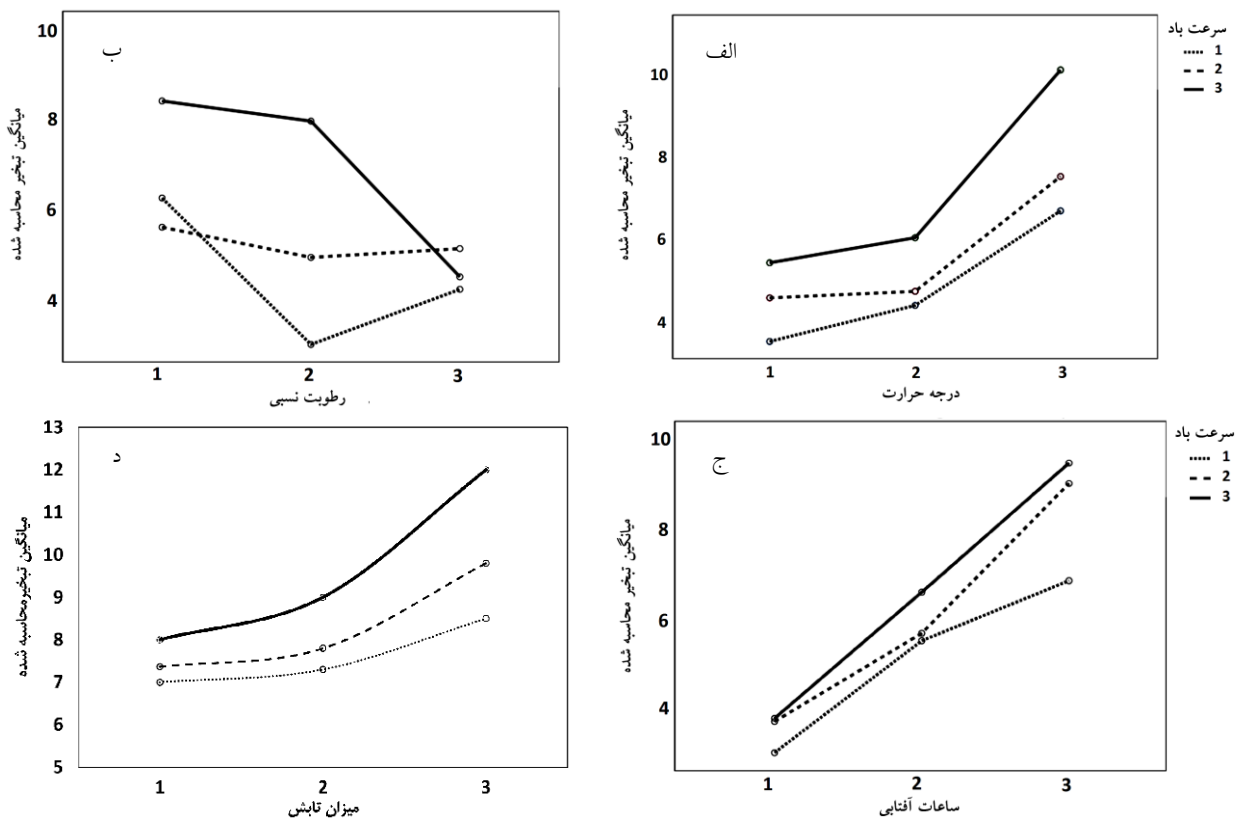 الف
سرعت باد
1
2
3
میانگین تبخیر محاسبه شده
10
8
6
4
1 2 3
درجه حرارت
ب
میانگین تبخیر محاسبه شده
10
8
6
4
1 2 3
رطوبت نسبی
ج
سرعت باد
1
2
3
میانگین تبخیر محاسبه شده
10
8
6
4
1 2 3
ساعات آفتابی
د
میانگین تبخیرمحاسبه شده
13
12
11
10
9
8
7
6
5
1 2 3
میزان تابش